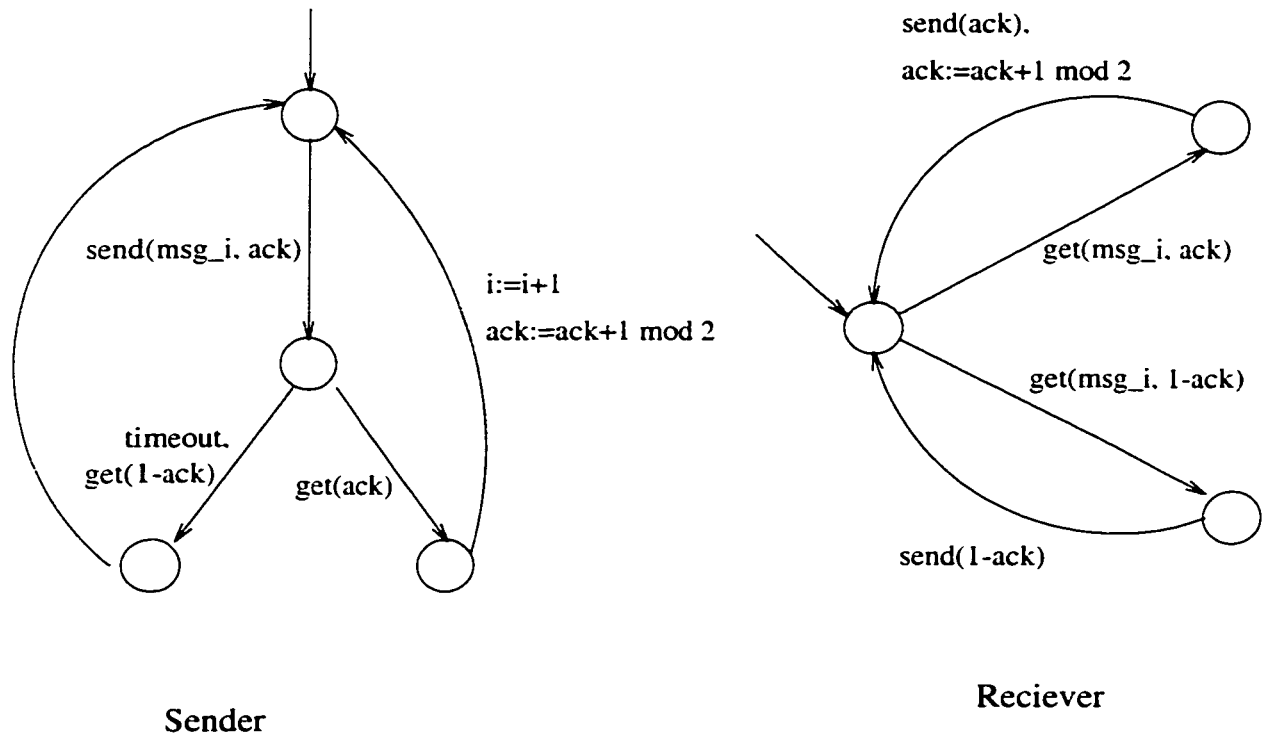 send(msg_i, ack)
i:=i+1
ack:=ack+1 mod 2
timeout,
get(1-ack)
get(ack)
Sender
send(ack),
ack:=ack+1 mod 2
get(msg_i, ack)
get(msg_i, 1-ack)
send(1-ack)
Reciever